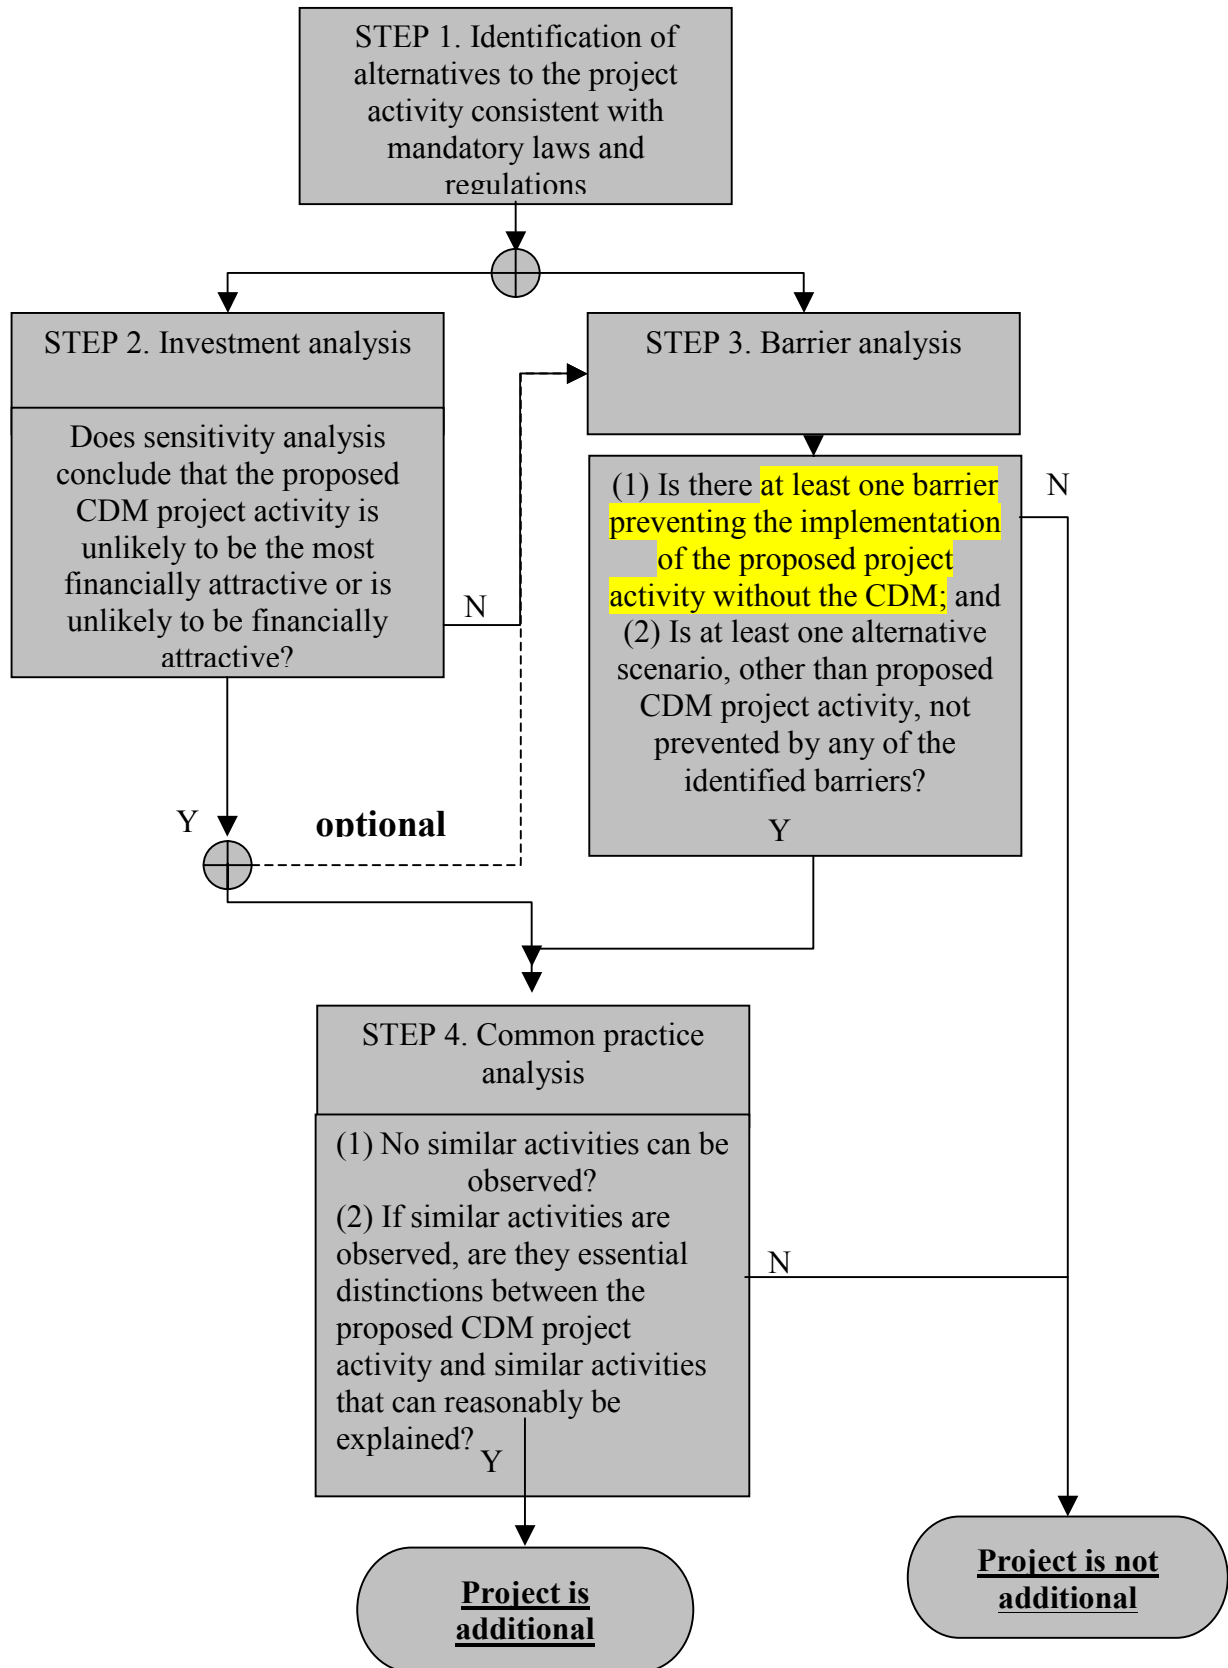 STEP 1. Identification of
alternatives to the project
activity consistent with
mandatory laws and
regulations
STEP 2. Investment analysis
Does sensitivity analysis
conclude that the proposed
CDM project activity is
unlikely to be the most
financially attractive or is
unlikely to be financially
attractive?
N
Y
optional
STEP 3. Barrier analysis
(1) Is there at least one barrier
preventing the implementation
of the proposed project
activity without the CDM; and
(2) Is at least one alternative
scenario, other than proposed
CDM project activity, not
prevented by any of the
identified barriers?
Y
N
STEP 4. Common practice
analysis
(1) No similar activities can be
observed?
(2) If similar activities are
observed, are they essential
distinctions between the
proposed CDM project
activity and similar activities
that can reasonably be
explained?
Y
N
Project is
additional
Project is not
additional